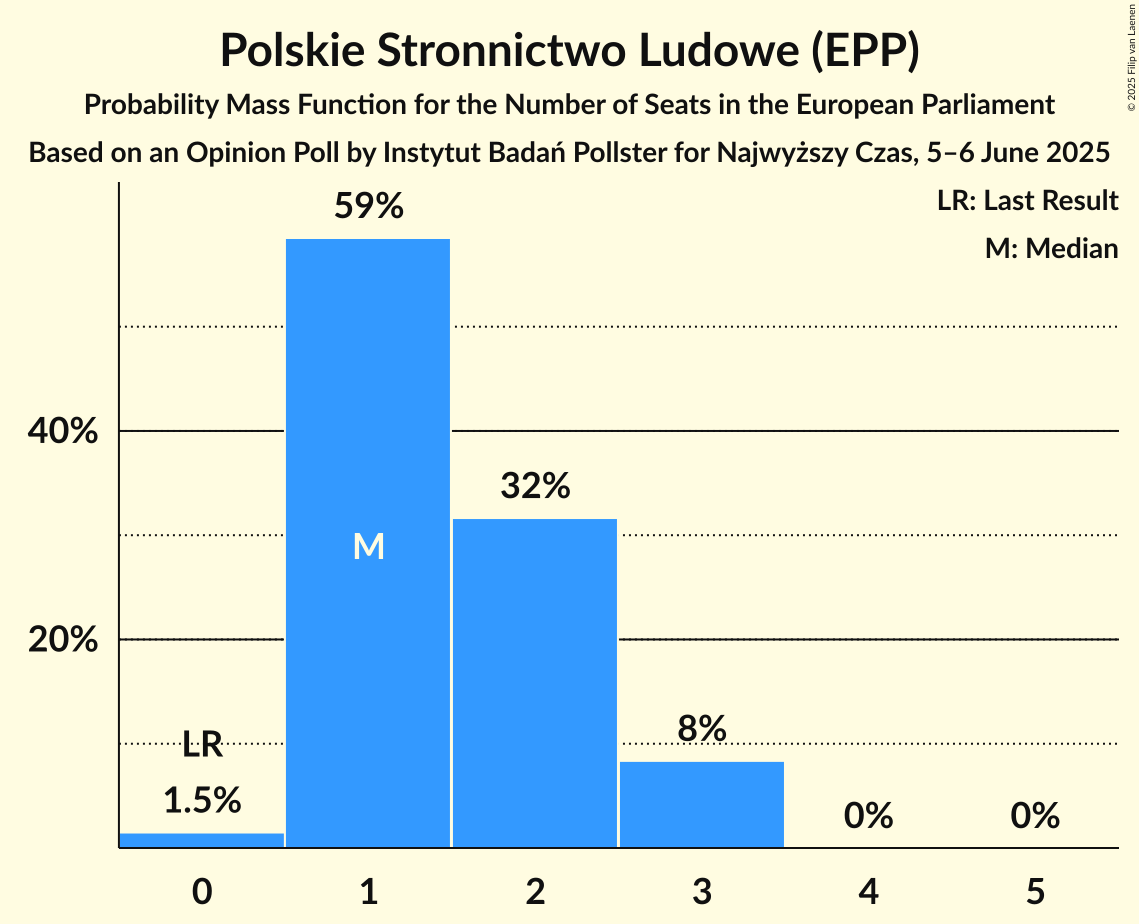 Polskie Stronnictwo Ludowe (EPP)
Probability Mass Function for the Number of Seats in the European Parliament
Based on an Opinion Poll by Instytut Badań Pollster for Najwyższy Czas, 5–6 June 2025
© 2025 Filip van Laenen
LR: Last Result
M: Median
59%
40%
32%
M
20%
8%
LR
1.5%
0%
0%
0
1
2
3
4
5